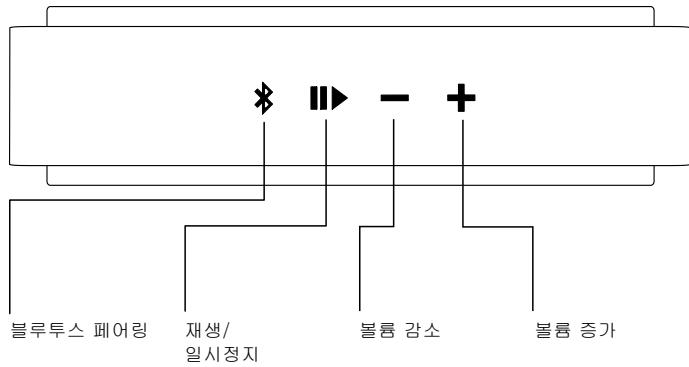 블루투스 페어링
재생/
일시정지
볼륨 감소
볼륨 증가